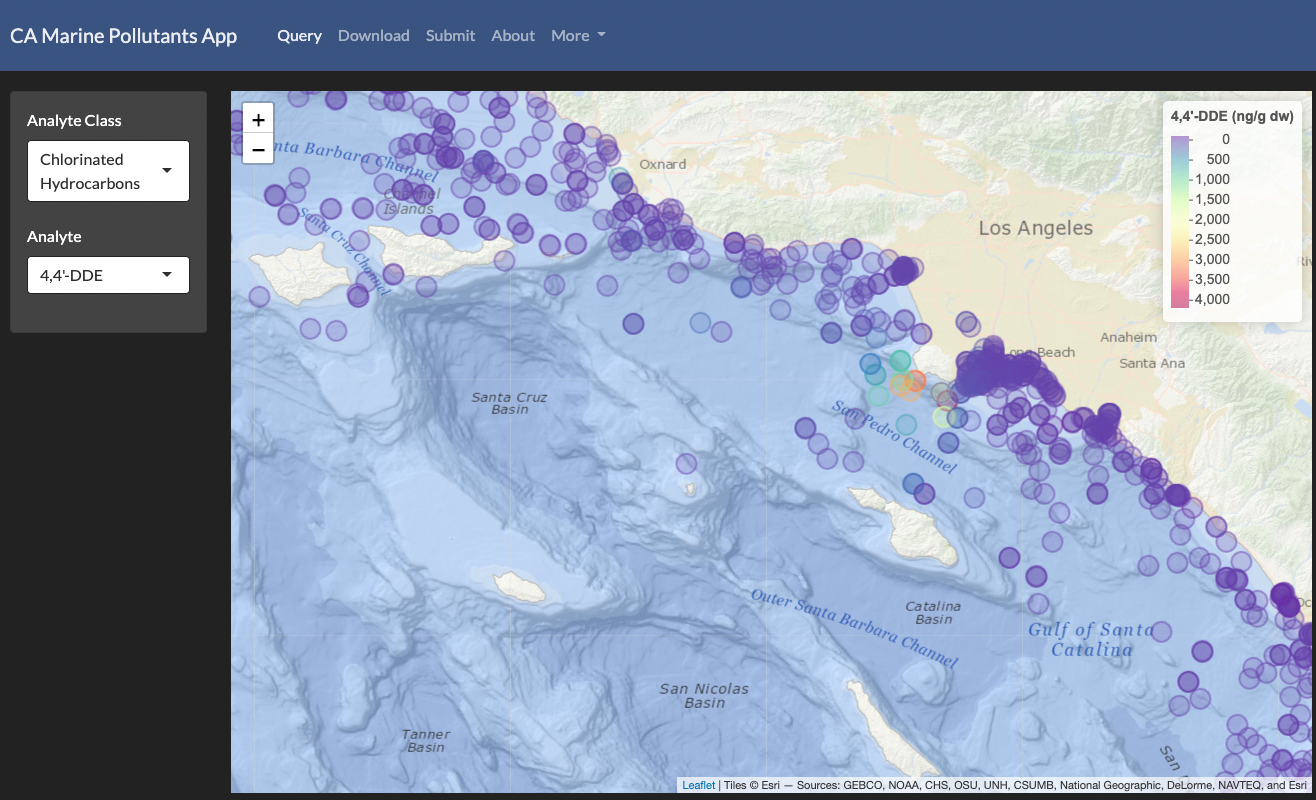 CA Marine Pollutants App
Query Download Submit About More
Analyte Class
Chlorinated
Hydrocarbons
Analyte
4,4'-DDE
+
−
4,4'-DDE (ng/g dw)
0
500
1,000
1,500
2,000
2,500
3,000
3,500
4,000
nta Barbara Channel
Oxnard
Channel
Islands
Santa Cruz Channel
Los Angeles
Riv
Anaheim
ong Beach
Santa Ana
Santa Cruz
Basin
San Pedro Channel
Outer Santa Barbara Channel
Catalina
Basin
Oc
Gulf of Santa
Catalina
San Nicolas
Basin
Tanner
Basin
San
Leaflet | Tiles © Esri — Sources: GEBCO, NOAA, CHS, OSU, UNH, CSUMB, National Geographic, DeLorme, NAVTEQ, and Esri